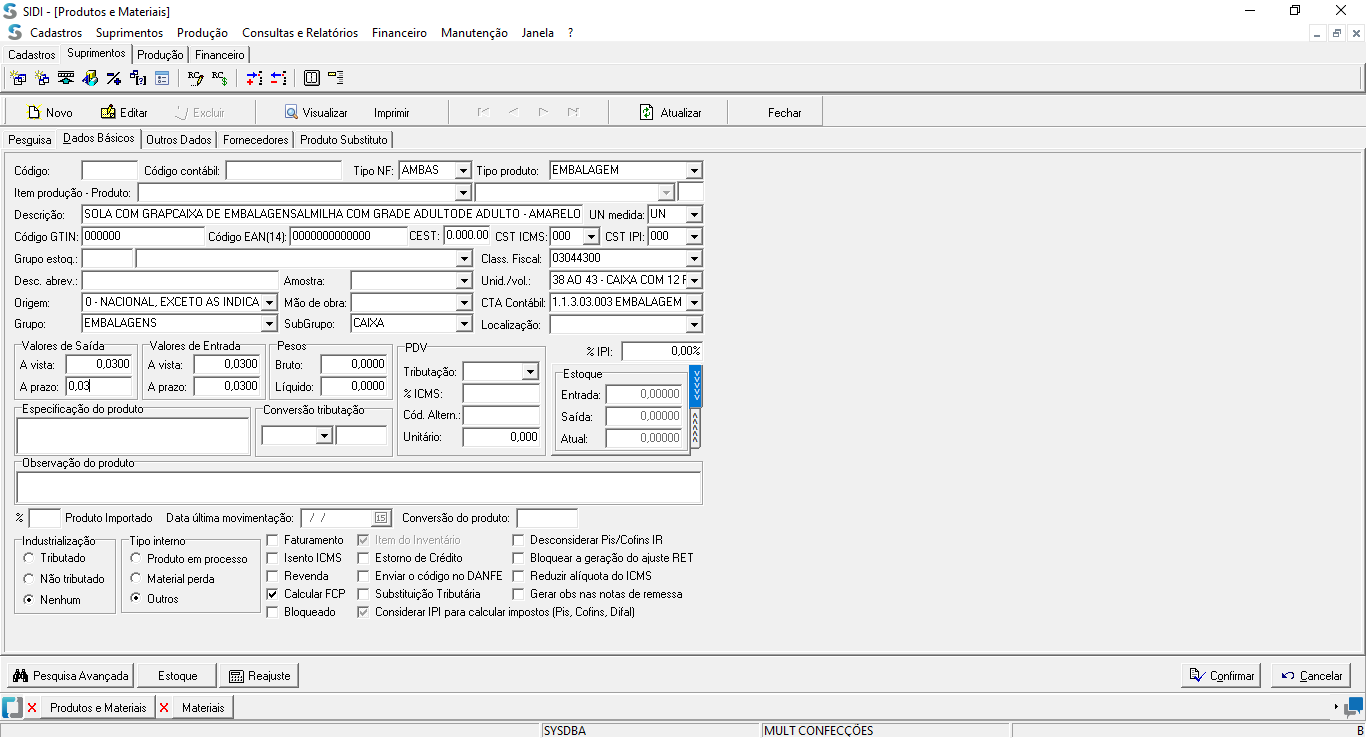 SIDI - [Produtos e Materiais]
Cadastros Suprimentos Produção Consultas e Relatórios Financeiro Manutenção Janela ?
Cadastros Suprimentos Produção Financeiro
Novo Editar Excluir Visualizar Imprimir Atualizar Fechar
Pesquisa Dados Básicos Outros Dados Fornecedores Produto Substituto
Código: Código contábil: Tipo NF: AMBAS Tipo produto: EMBALAGEM
Item produção - Produto:
Descrição: SOLA COM GRAPCAIXA DE EMBALAGENSALMILHA COM GRADE ADULTODE ADULTO - AMARELO UN medida: UN
Código GTIN: 000000 Código EAN(14): 0000000000000 CEST: 0.000.00 CST ICMS: 000 CST IPI: 000
Grupo estoq.: Class. Fiscal: 03044300
Desc. abrev.: Amostra: Unid./vol.: 38 AO 43 - CAIXA COM 12 F
Origem: 0 - NACIONAL, EXCETO AS INDICA Mão de obra: CTA Contábil: 1.1.3.03.003 EMBALAGEM
Grupo: EMBALAGENS SubGrupo: CAIXA Localização:
Valores de Saída Valores de Entrada Pesos PDV % IPI: 0,00%
A vista: 0,0300 A vista: 0,0300 Bruto: 0,0000 Tributação: Estoque
A prazo: 0,03 A prazo: 0,0300 Líquido: 0,0000 % ICMS: Entrada: 0,00000
Especificação do produto Conversão tributação Cód. Altern.: Saída: 0,00000
Unitário: 0,000 Atual: 0,00000
Observação do produto
% Produto Importado Data última movimentação: / / 15 Conversão do produto:
Industrialização Tipo interno Faturamento Item do Inventário Desconsiderar Pis/Cofins IR
Tributado Produto em processo Isento ICMS Estorno de Crédito Bloquear a geração do ajuste RET
Não tributado Material perda Revenda Enviar o código no DANFE Reduzir alíquota do ICMS
Nenhum Outros Calcular FCP Substituição Tributária Gerar obs nas notas de remessa
Bloqueado Considerar IPI para calcular impostos (Pis, Cofins, Difal)
Pesquisa Avançada Estoque Reajuste Confirmar Cancelar
Produtos e Materiais Materiais
SYSDBA MULT CONFECÇÕES B